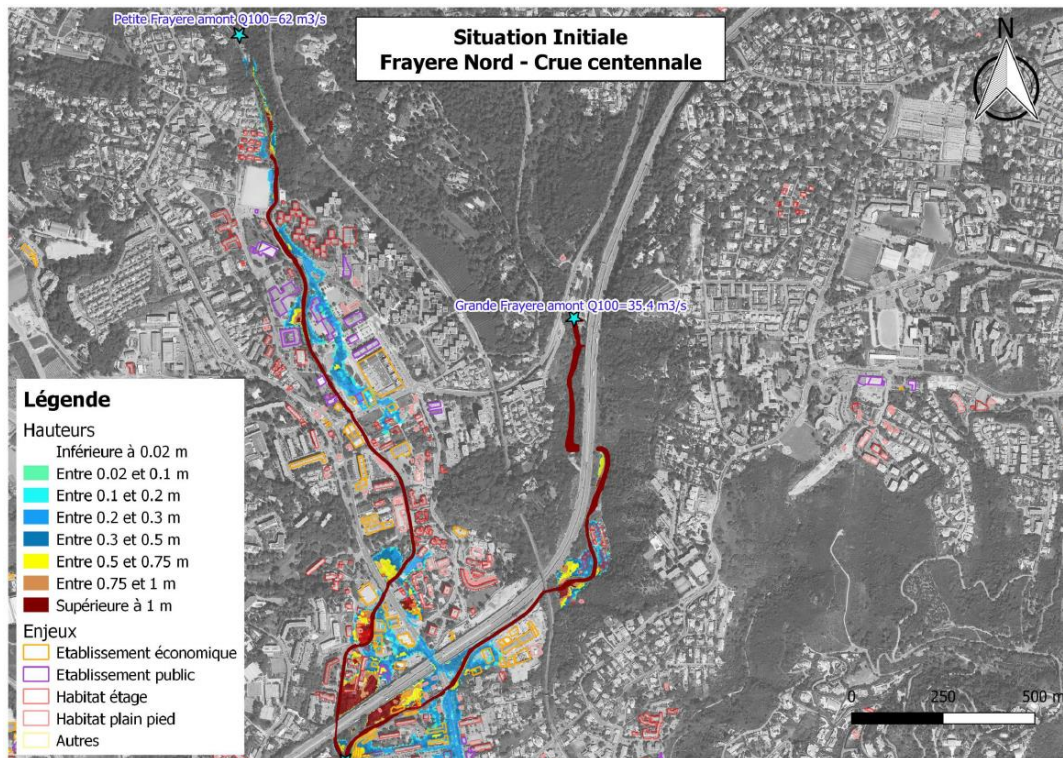 Petite Frayere amont Q100=62 m3/s
Situation Initiale
Frayere Nord - Crue centennale
N
Grande Frayere amont Q100=35.4 m3/s
Légende
Hauteurs
Inférieure à 0.02 m
Entre 0.02 et 0.1 m
Entre 0.1 et 0.2 m
Entre 0.2 et 0.3 m
Entre 0.3 et 0.5 m
Entre 0.5 et 0.75 m
Entre 0.75 et 1 m
Supérieure à 1 m
Enjeux
Etablissement économique
Etablissement public
Habitat étage
Habitat plain pied
Autres
0 250 500 m